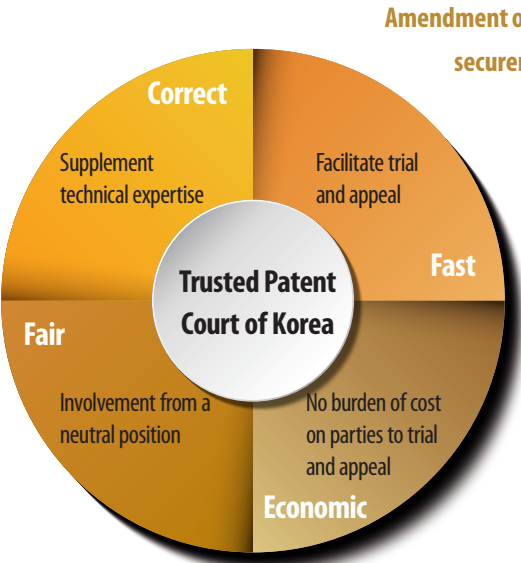 Amendment o
securer
Correct
Supplement
technical expertise
Facilitate trial
and appeal
Fast
Trusted Patent
Court of Korea
Fair
Involvement from a
neutral position
No burden of cost
on parties to trial
and appeal
Economic